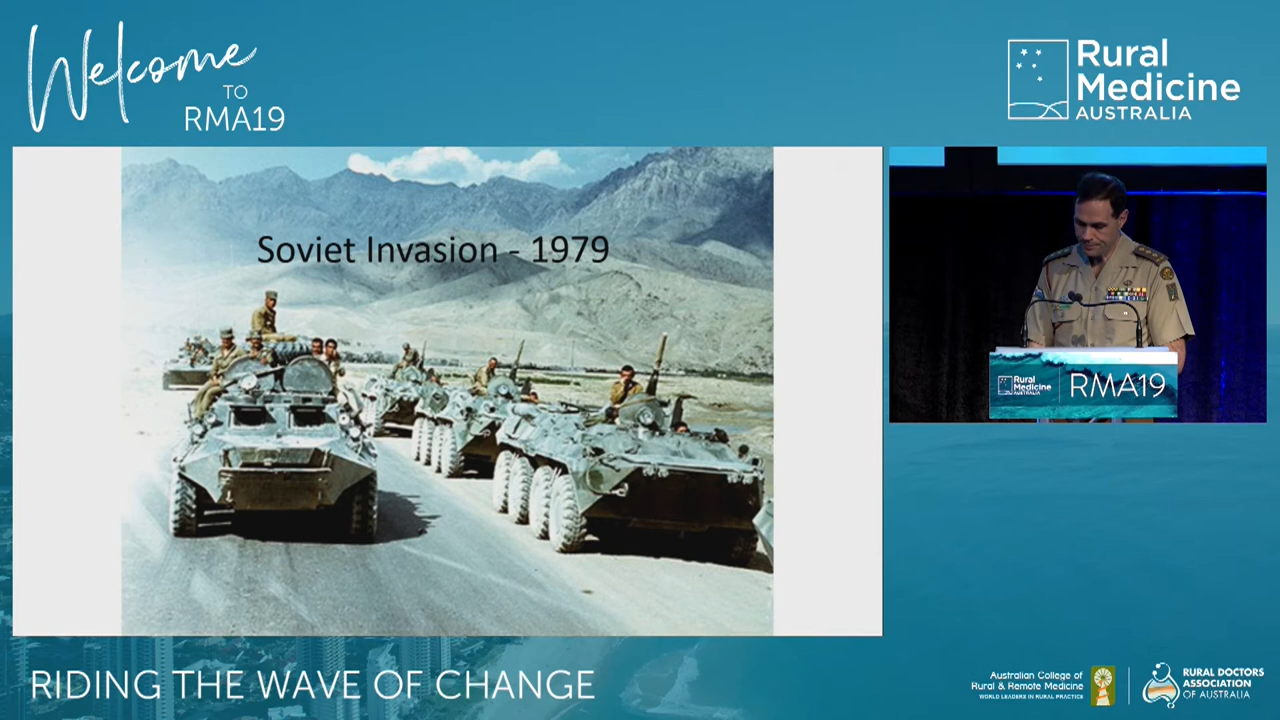 Welcome
TO
RMA19
Rural
Medicine
AUSTRALIA
Soviet Invasion - 1979
Rural
Medicine
AUSTRALIA
RMA19
RIDING THE WAVE OF CHANGE
Australian College of
Rural & Remote Medicine
WORLD LEADERS IN RURAL PRACTICE
RURAL DOCTORS
ASSOCIATION
OF AUSTRALIA